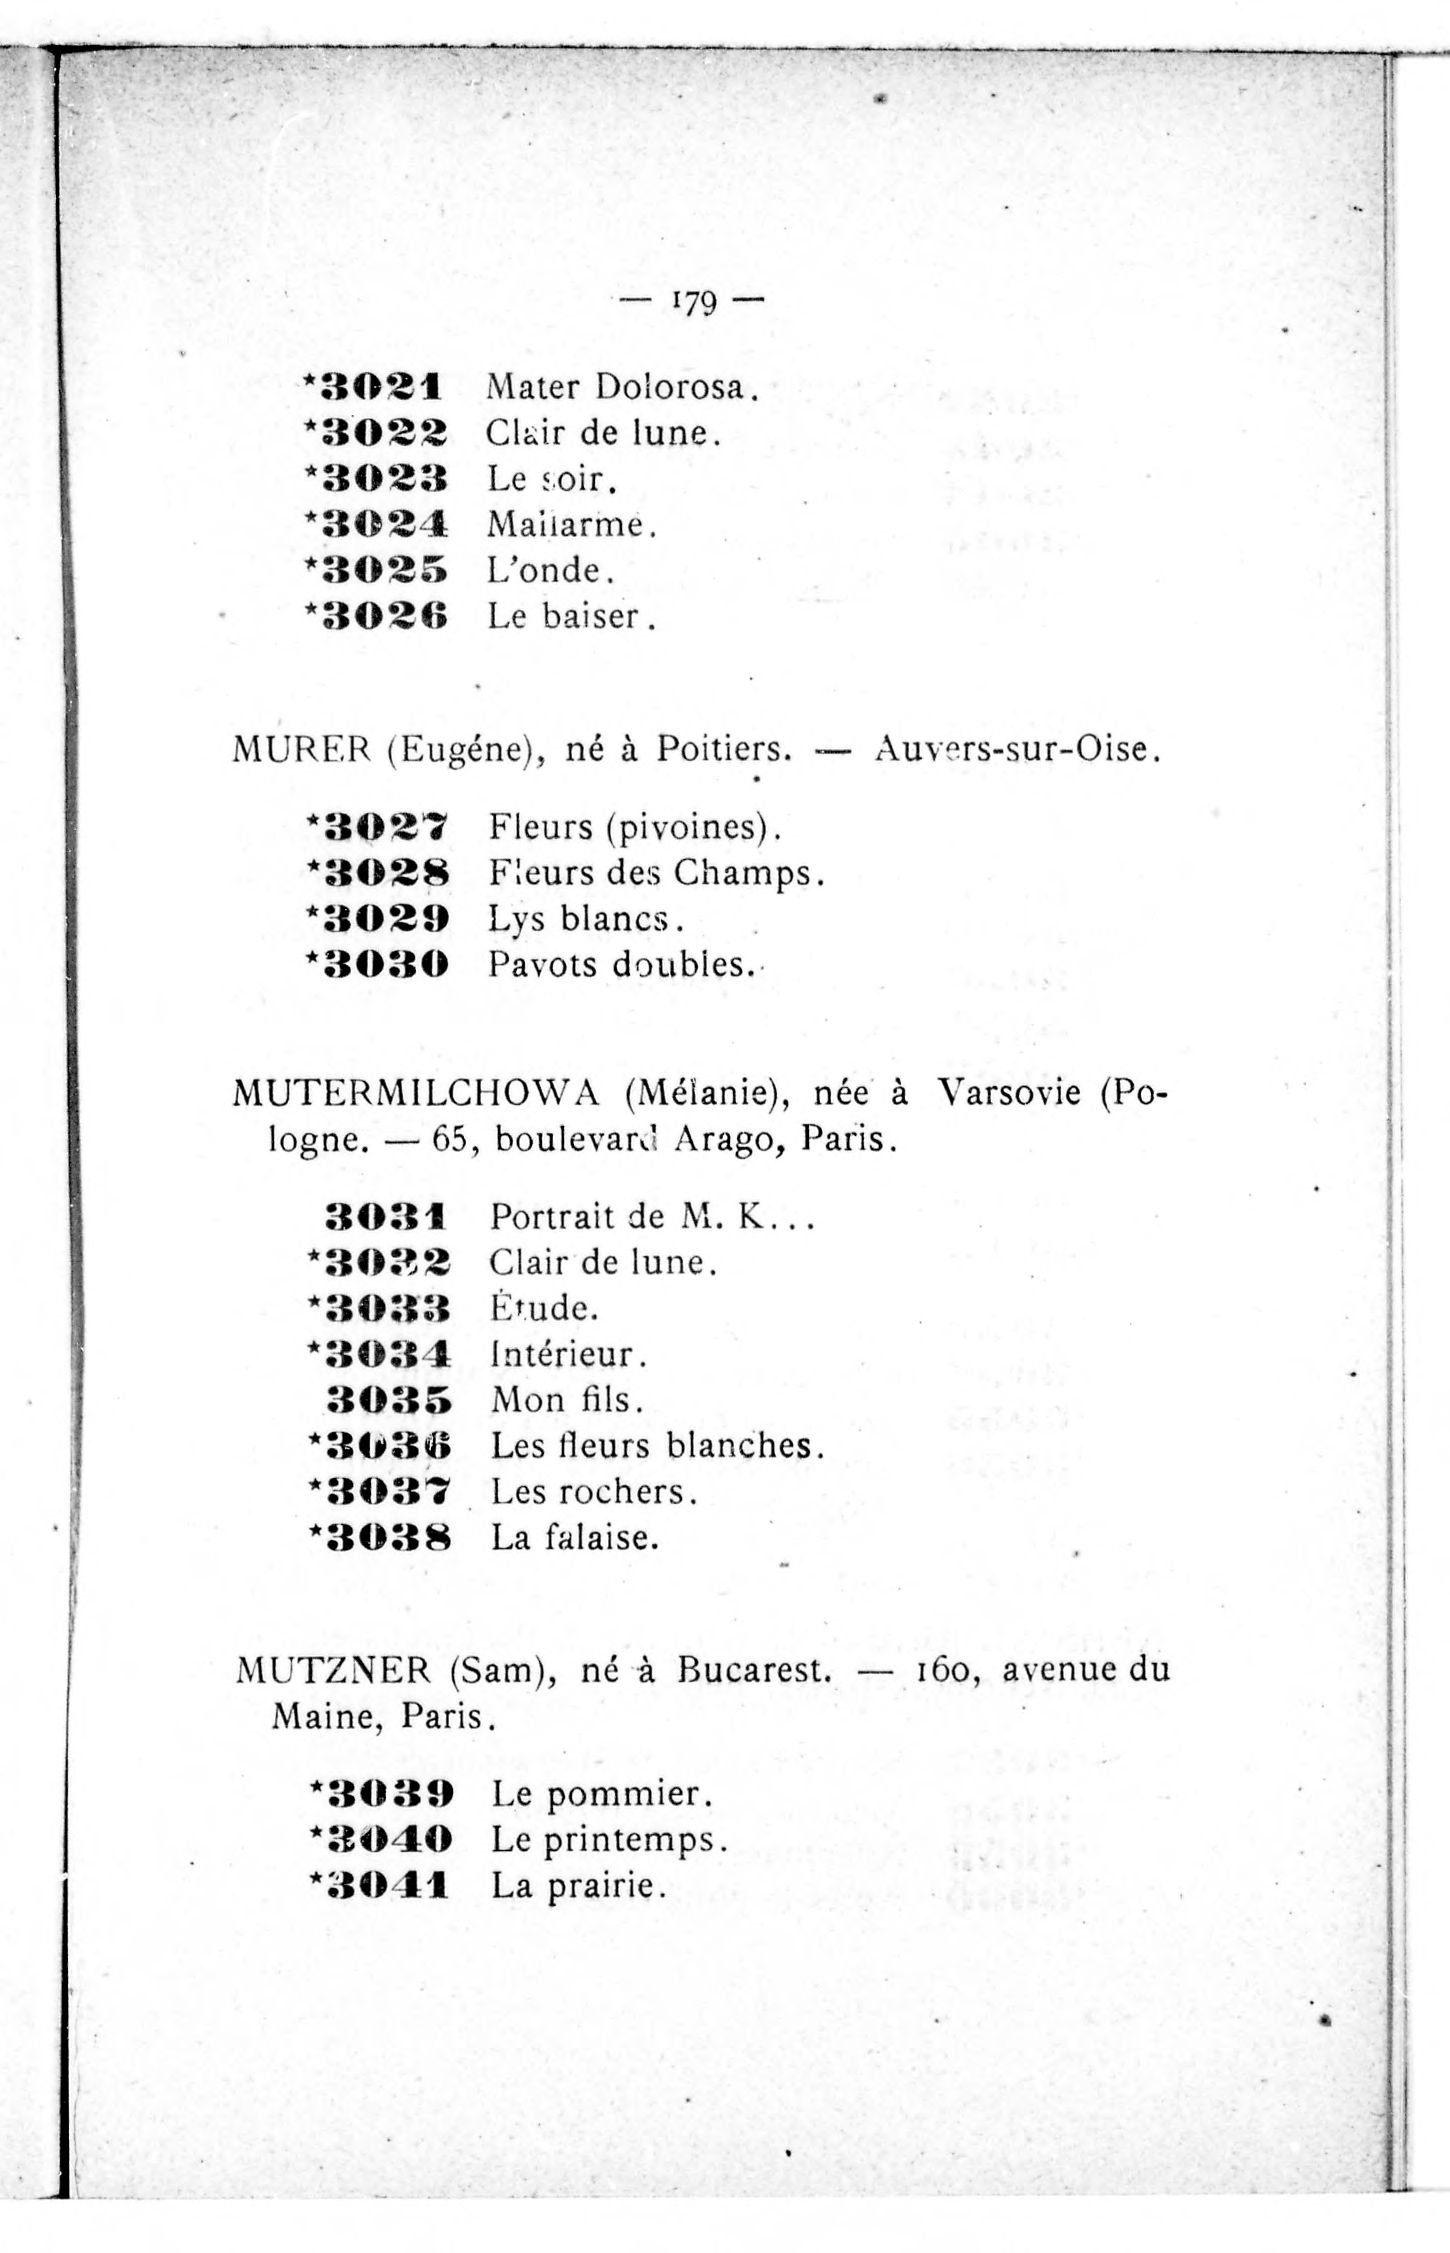 — 179 —
*3021 Mater Dolorosa.
*3022 Clair de lune.
*3023 Le soir.
*3024 Mallarme.
*3025 L'onde.
*3026 Le baiser.
MURER (Eugéne), né à Poitiers. — Auvers-sur-Oise.
*3027 Fleurs (pivoines).
*3028 Fleurs des Champs.
*3029 Lys blancs.
*3030 Pavots doubles.
MUTERMILCHOWA (Mélanie), née à Varsovie (Po-
logne. — 65, boulevard Arago, Paris.
3031 Portrait de M. K...
*3032 Clair de lune.
*3033 Étude.
*3034 Intérieur.
3035 Mon fils.
*3036 Les fleurs blanches.
*3037 Les rochers.
*3038 La falaise.
MUTZNER (Sam), né à Bucarest. — 160, avenue du
Maine, Paris.
*3039 Le pommier.
*3040 Le printemps.
*3041 La prairie.